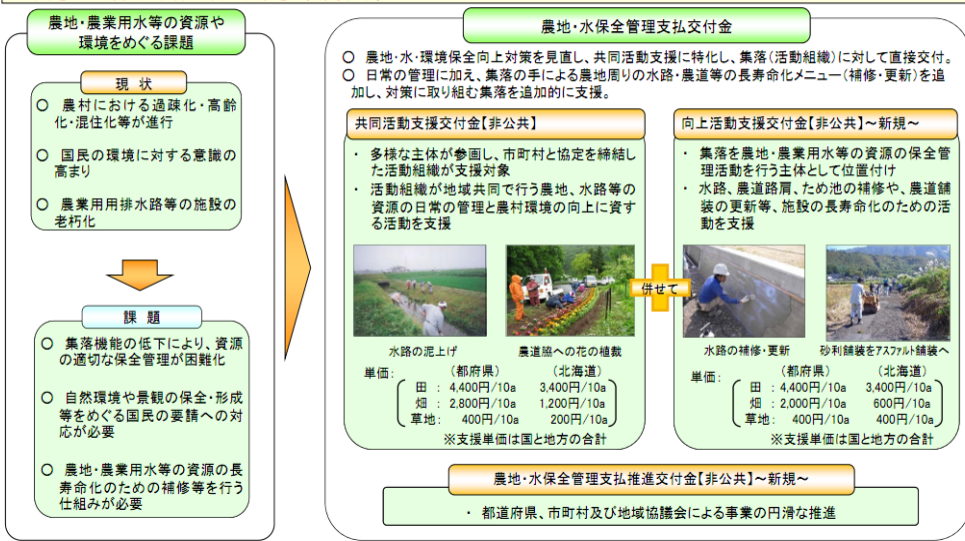 農地・農業用水等の資源や
環境をめぐる課題
現 状
○ 農村における過疎化・高齢
化・混住化等が進行
○ 国民の環境に対する意識の
高まり
○ 農業用用排水路等の施設の
老朽化
課 題
○ 集落機能の低下により、資源
の適切な保全管理が困難化
○ 自然環境や景観の保全・形成
等をめぐる国民の要請への対
応が必要
○ 農地・農業用水等の資源の長
寿命化のための補修等を行う
仕組みが必要
農地・水保全管理支払交付金
○ 農地・水・環境保全向上対策を見直し、共同活動支援に特化し、集落(活動組織)に対して直接交付。
○ 日常の管理に加え、集落の手による農地周りの水路・農道等の長寿命化メニュー(補修・更新)を追
加し、対策に取り組む集落を追加的に支援。
共同活動支援交付金【非公共】
・ 多様な主体が参画し、市町村と協定を締結し
た活動組織が支援対象
・ 活動組織が地域共同で行う農地、水路等の
資源の日常の管理と農村環境の向上に資す
る活動を支援
水路の泥上げ
農道脇への花の植栽
単価: (都府県) (北海道)
田 : 4,400円/10a 3,400円/10a
畑 : 2,800円/10a 1,200円/10a
草地: 400円/10a 200円/10a
※支援単価は国と地方の合計
併せて
向上活動支援交付金【非公共】~新規~
・ 集落を農地・農業用水等の資源の保全管
理活動を行う主体として位置付け
・ 水路、農道路肩、ため池の補修や、農道舗
装の更新等、施設の長寿命化のための活
動を支援
水路の補修・更新
砂利舗装をアスファルト舗装へ
単価: (都府県) (北海道)
田 : 4,400円/10a 3,400円/10a
畑 : 2,000円/10a 600円/10a
草地: 400円/10a 400円/10a
※支援単価は国と地方の合計
農地・水保全管理支払推進交付金【非公共】~新規~
・ 都道府県、市町村及び地域協議会による事業の円滑な推進